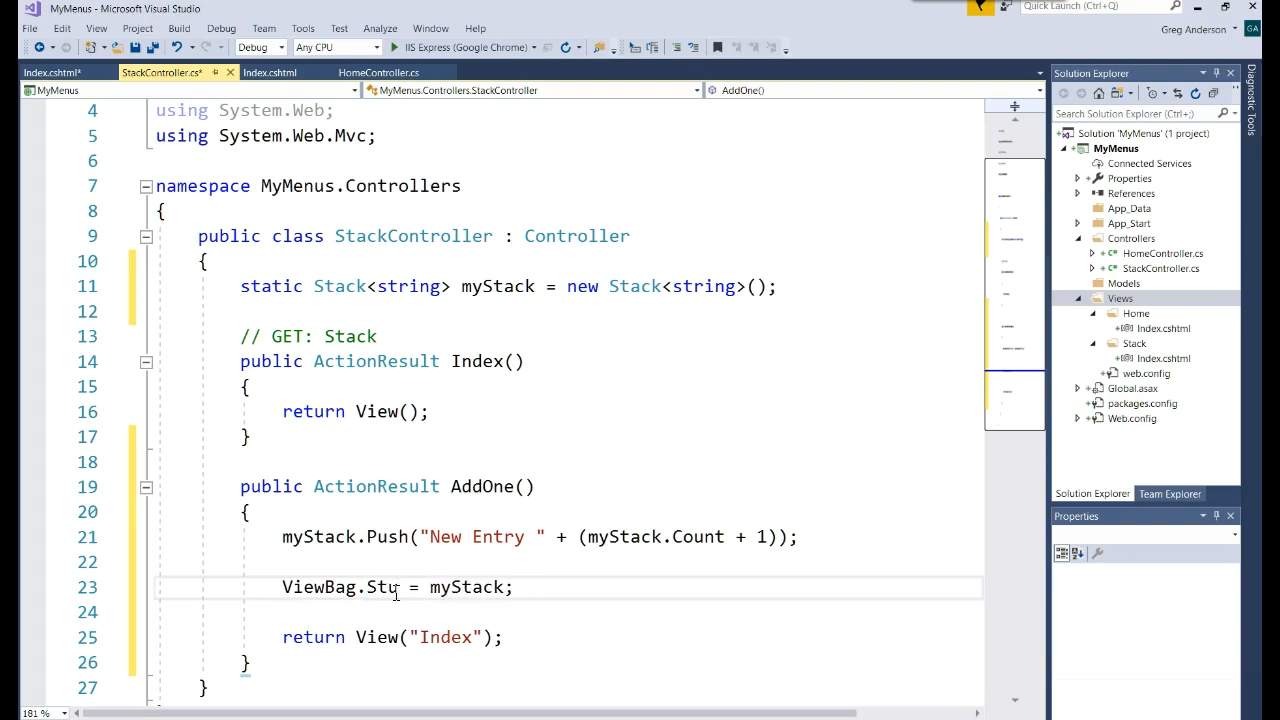 MyMenus - Microsoft Visual Studio
Quick Launch (Ctrl+;)
File Edit View Project Build Debug Team Tools Test Analyze Window Help
Greg Anderson GA
Debug Any CPU IIS Express (Google Chrome)
Index.cshtml* StackController.cs* Index.cshtml HomeController.cs
MyMenus MyMenus.Controllers.StackController AddOne()
4 using System.Web;
5 using System.Web.Mvc;
6
7 namespace MyMenus.Controllers
8 {
9 public class StackController : Controller
10 {
11 static Stack<string> myStack = new Stack<string>();
12
13 // GET: Stack
14 public ActionResult Index()
15 {
16 return View();
17 }
18
19 public ActionResult AddOne()
20 {
21 myStack.Push("New Entry " + (myStack.Count + 1));
22
23 ViewBag.Stu = myStack;
24
25 return View("Index");
26 }
27 }
181 %
Solution Explorer
Search Solution Explorer (Ctrl+;)
Solution 'MyMenus' (1 project)
MyMenus
Connected Services
Properties
References
App_Data
App_Start
Controllers
HomeController.cs
StackController.cs
Models
Views
Home
Index.cshtml
Stack
Index.cshtml
web.config
Global.asax
packages.config
Web.config
Solution Explorer Team Explorer
Properties
Diagnostic Tools